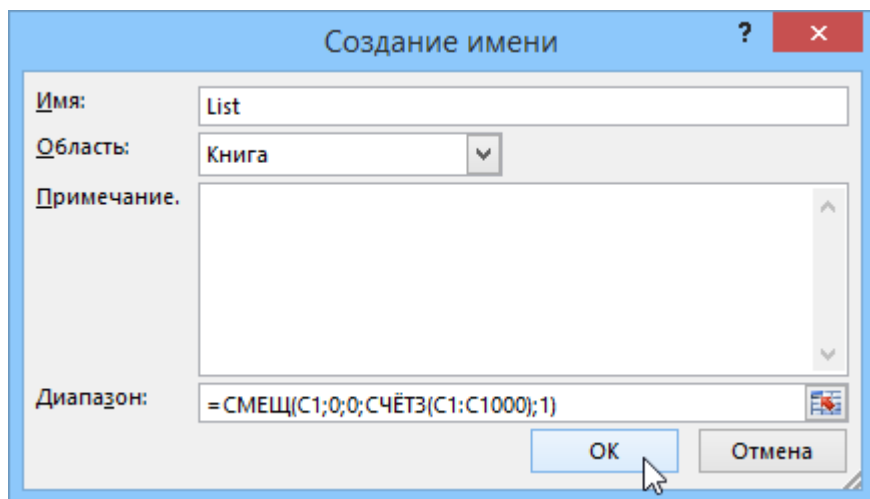 Создание имени ?
Имя: List
Область: Книга
Примечание.
Диапазон: =СМЕЩ(C1;0;0;СЧЁТЗ(C1:C1000);1)
ОК Отмена